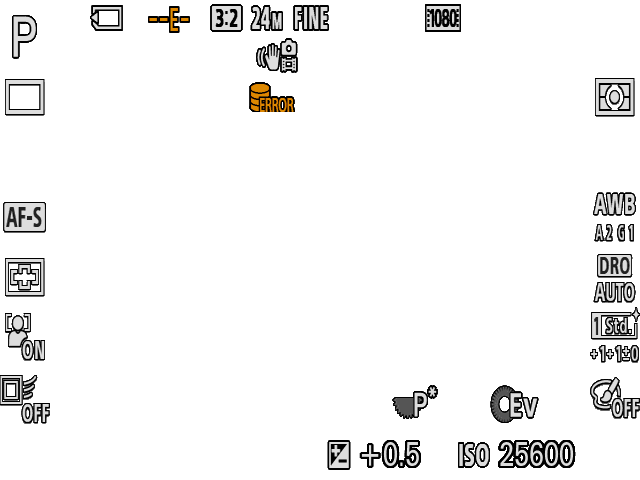 P --E- 3:2 24M FINE 1080
ERROR
AF-S
AWB
A2 G1
DRO
AUTO
1 Std.
+1+1±0
ON
OFF
P* EV
OFF
+0.5 ISO 25600